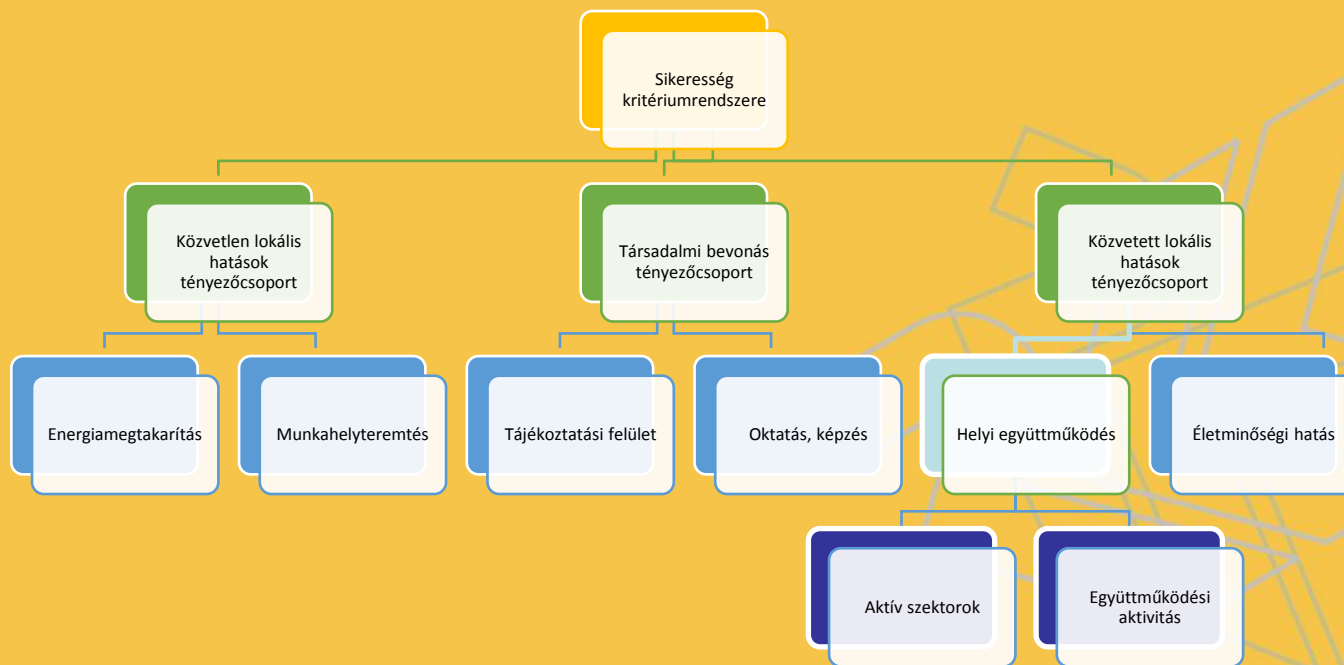 Sikeresség
kritériumrendszere
Közvetlen lokális
hatások
tényezőcsoport
Társadalmi bevonás
tényezőcsoport
Közvetett lokális
hatások
tényezőcsoport
Energiamegtakarítás
Munkahelyteremtés
Tájékoztatási felület
Oktatás, képzés
Helyi együttműködés
Életminőségi hatás
Aktív szektorok
Együttműködési
aktivitás